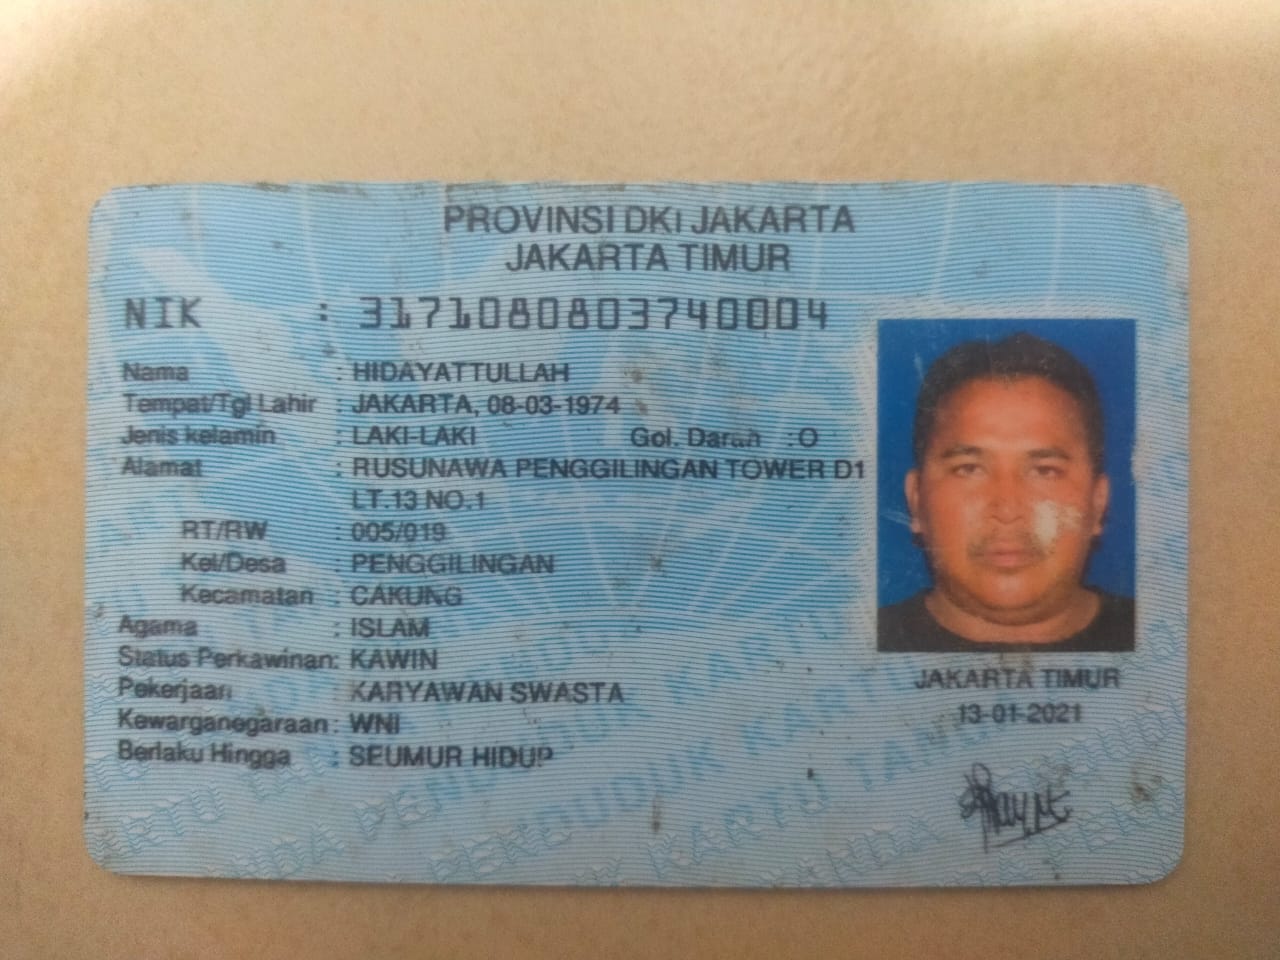 PROVINSI DKI JAKARTA
JAKARTA TIMUR
NIK : 3171080803740004
Nama : HIDAYATTULLAH
Tempat/Tgl Lahir : JAKARTA, 08-03-1974
Jenis kelamin : LAKI-LAKI Gol. Darah : O
Alamat : RUSUNAWA PENGGILINGAN TOWER D1
LT.13 NO.1
RT/RW : 005/019
Kel/Desa : PENGGILINGAN
Kecamatan : CAKUNG
Agama : ISLAM
Status Perkawinan: KAWIN
Pekerjaan : KARYAWAN SWASTA
Kewarganegaraan : WNI
Berlaku Hingga : SEUMUR HIDUP
JAKARTA TIMUR
13-01-2021